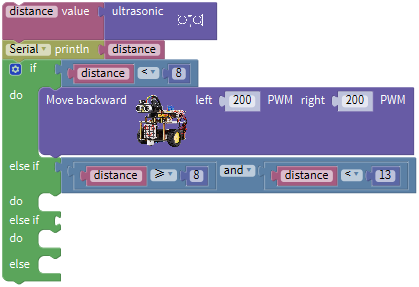 distance value ultrasonic
Serial println distance
if distance < 8
do Move backward left 200 PWM right 200 PWM
else if distance ≥ 8 and distance < 13
do
else if
do
else